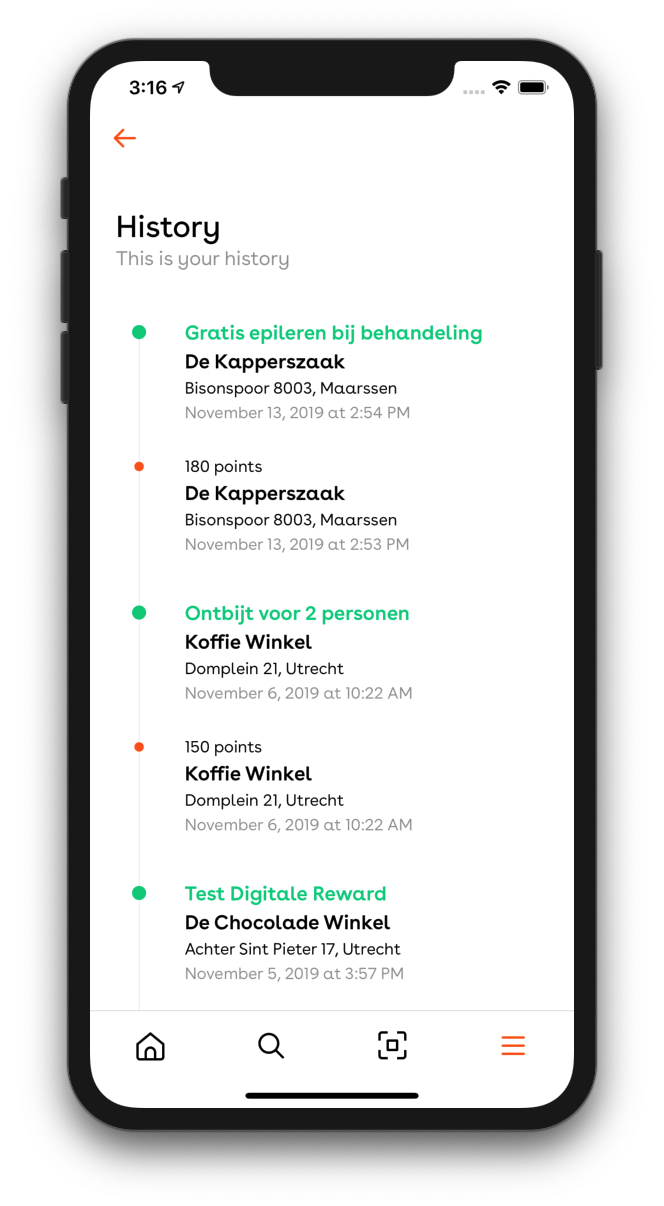 3:16
History
This is your history
Gratis epileren bij behandeling
De Kapperszaak
Bisonspoor 8003, Maarssen
November 13, 2019 at 2:54 PM
180 points
De Kapperszaak
Bisonspoor 8003, Maarssen
November 13, 2019 at 2:53 PM
Ontbijt voor 2 personen
Koffie Winkel
Domplein 21, Utrecht
November 6, 2019 at 10:22 AM
150 points
Koffie Winkel
Domplein 21, Utrecht
November 6, 2019 at 10:22 AM
Test Digitale Reward
De Chocolade Winkel
Achter Sint Pieter 17, Utrecht
November 5, 2019 at 3:57 PM